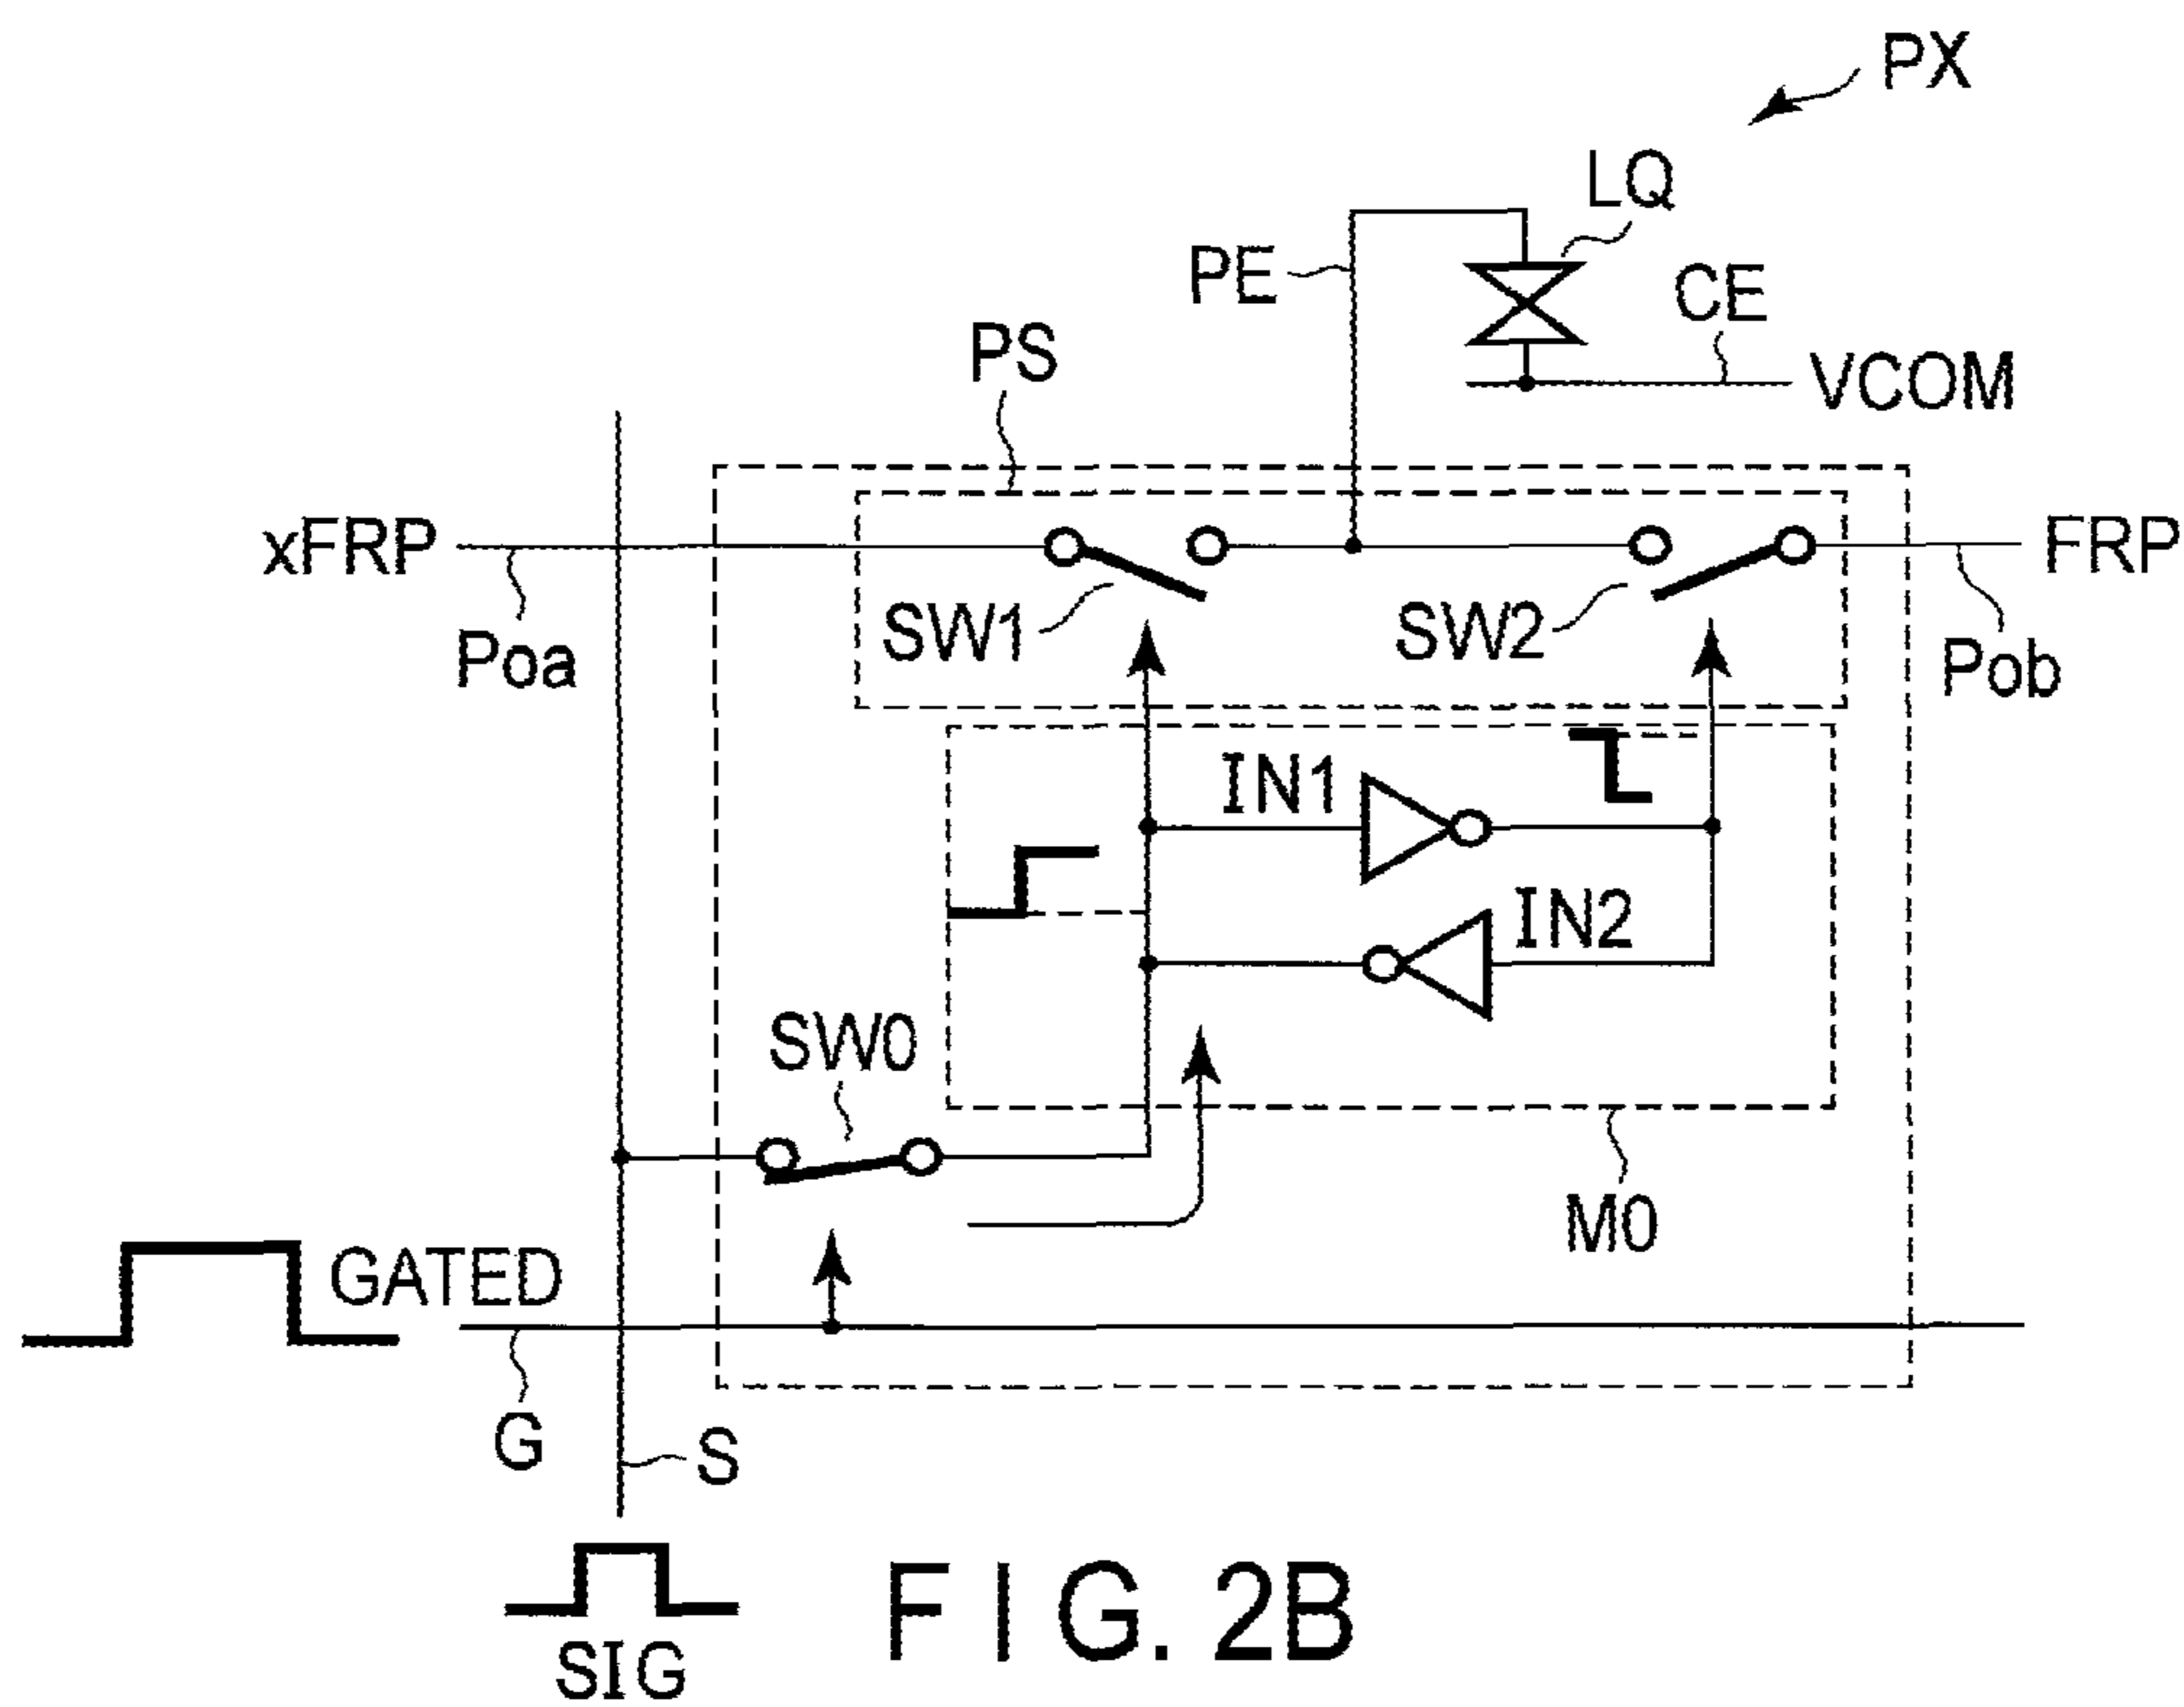 PX
LQ
PE
CE
PS
VCOM
xFRP
FRP
SW1
SW2
Poa
Pob
IN1
IN2
SW0
M0
GATED
G
S
SIG
FIG. 2B